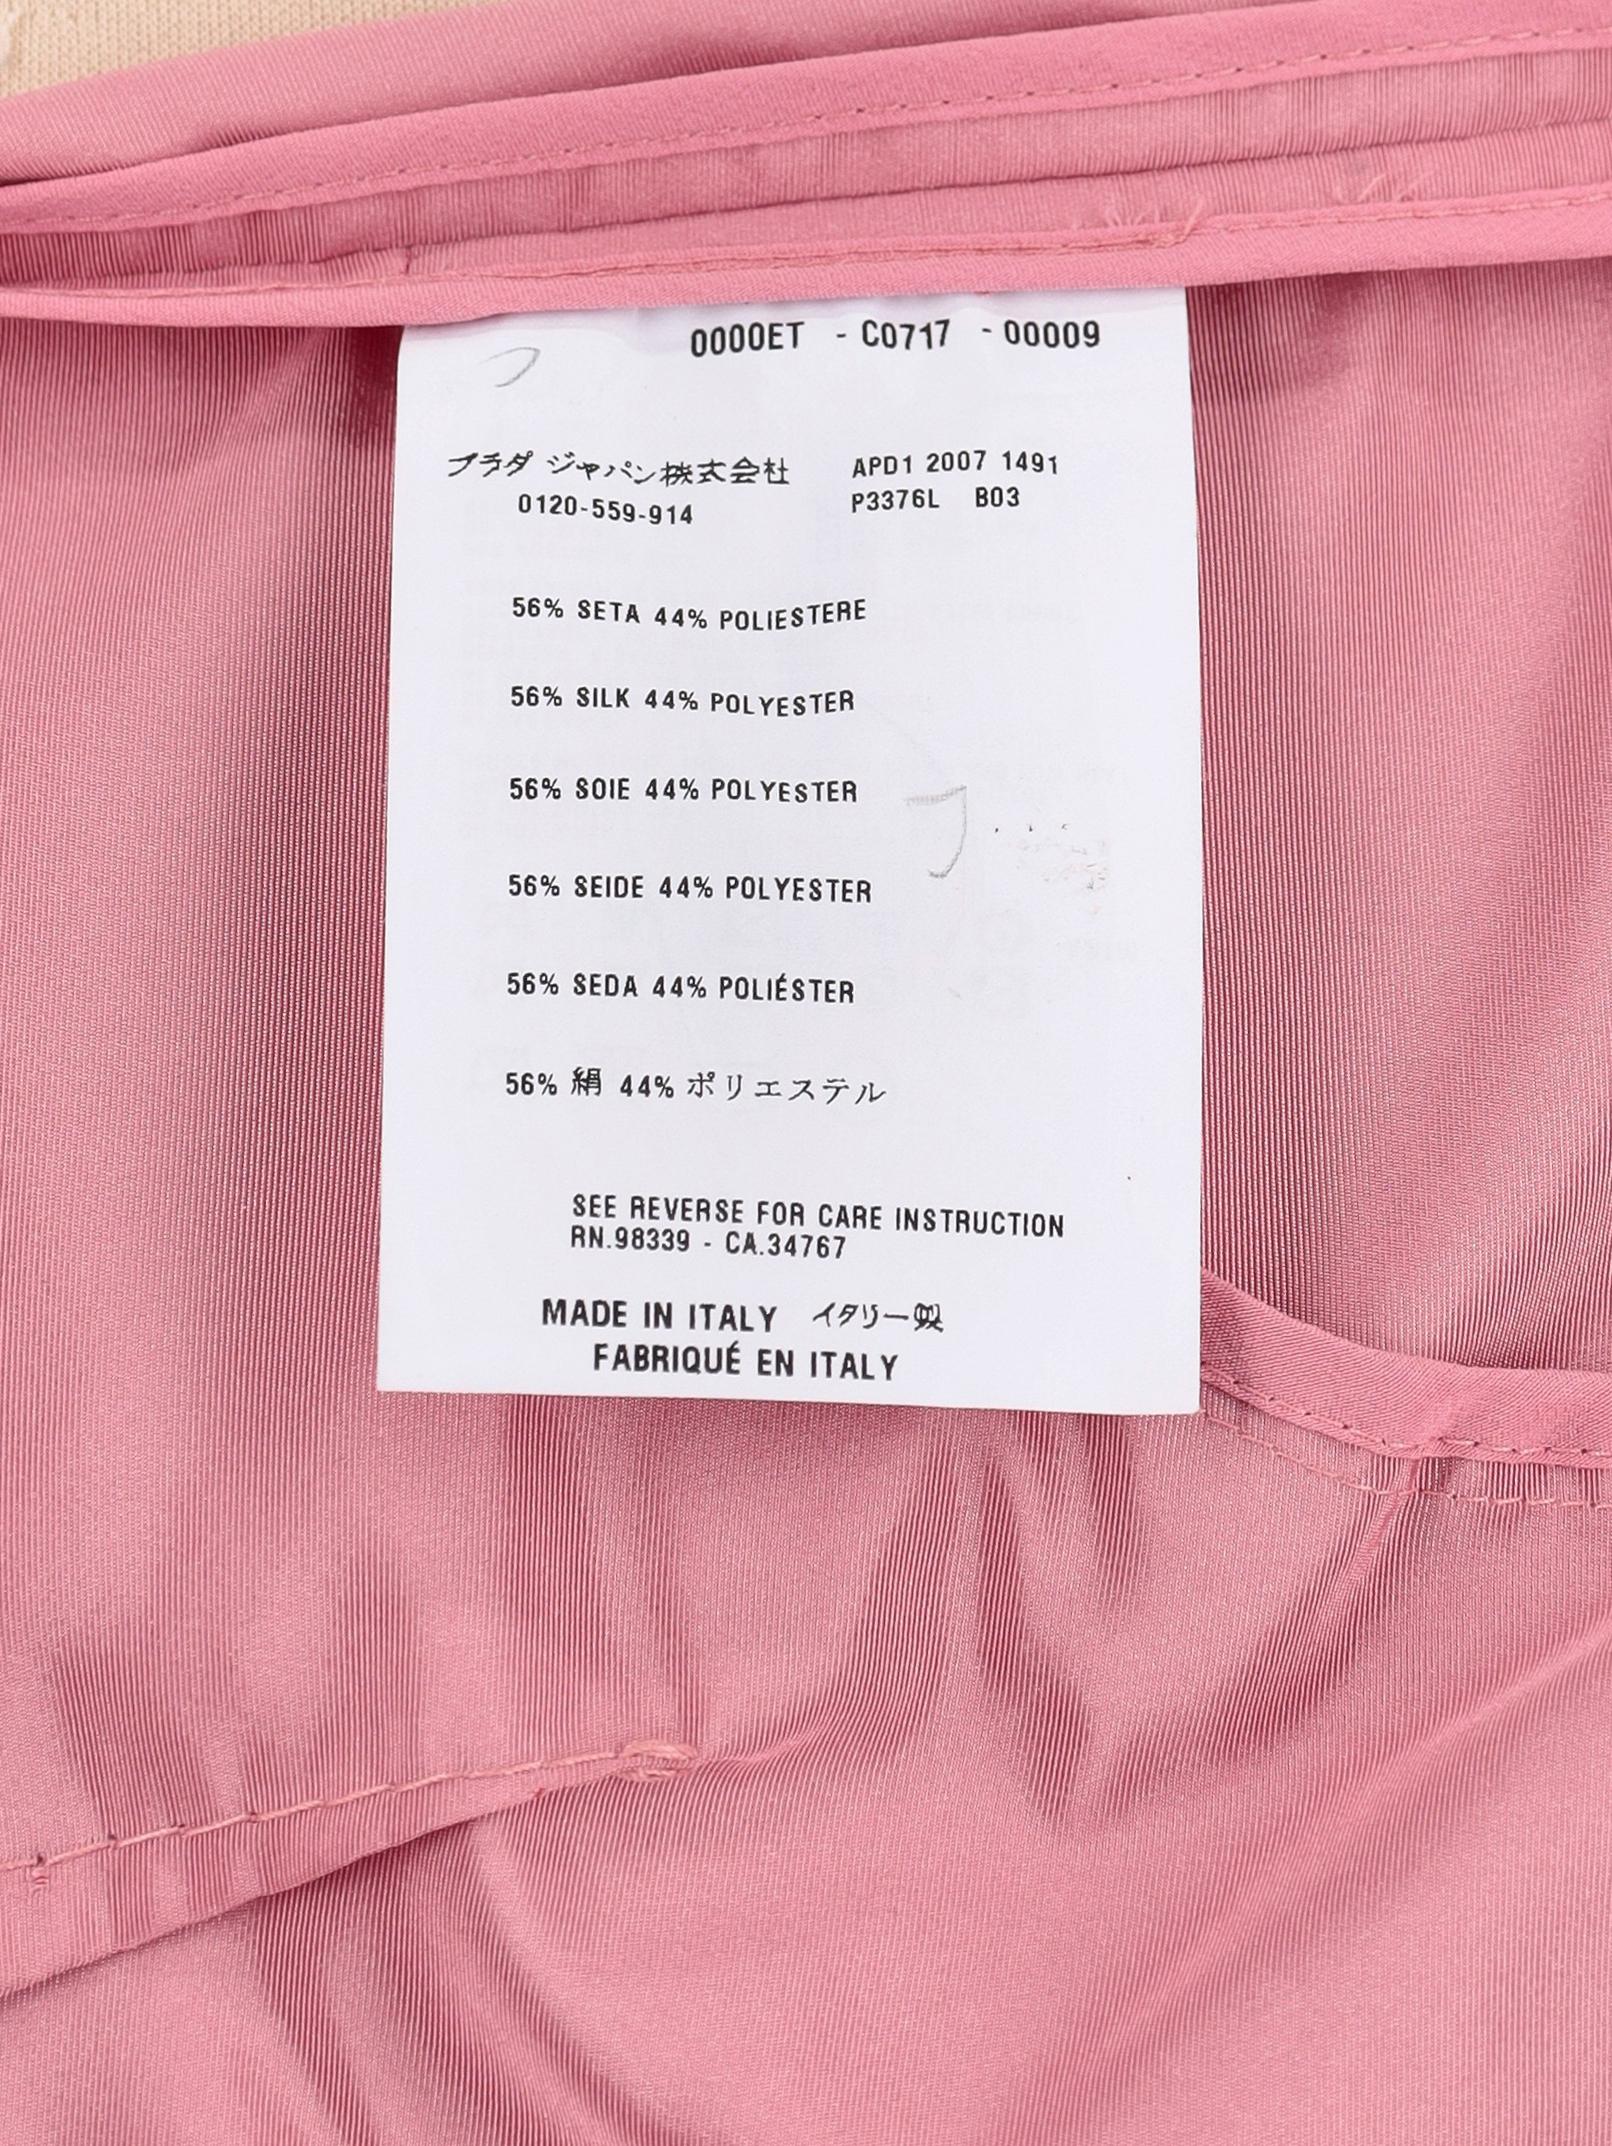 0000ET - C0717 - 00009
フ
プラダ ジャパン株式会社 APD1 2007 1491
0120-559-914 P3376L B03
56% SETA 44% POLIESTERE
56% SILK 44% POLYESTER
56% SOIE 44% POLYESTER
フ
56% SEIDE 44% POLYESTER
56% SEDA 44% POLIÉSTER
56% 絹 44% ポリエステル
SEE REVERSE FOR CARE INSTRUCTION
RN.98339 - CA.34767
MADE IN ITALY イタリー製
FABRIQUÉ EN ITALY